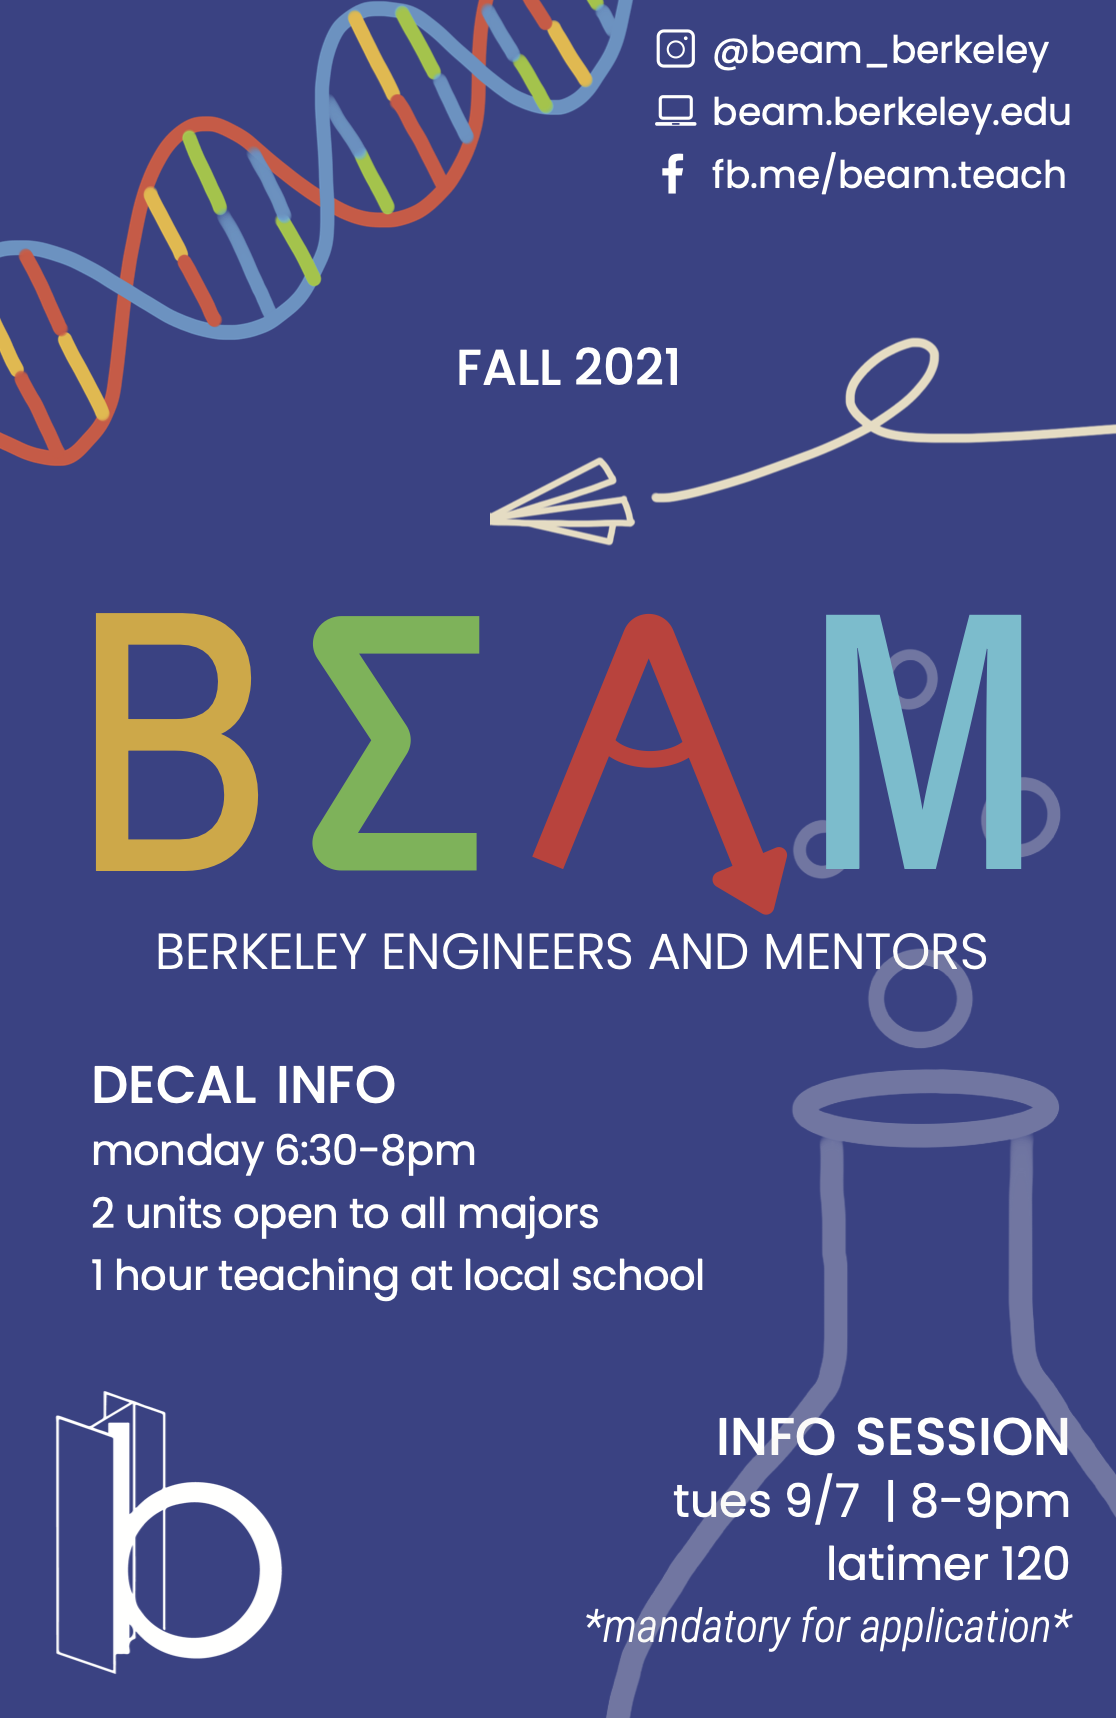 @beam_berkeley
beam.berkeley.edu
fb.me/beam.teach
FALL 2021
BΣAM
BERKELEY ENGINEERS AND MENTORS
DECAL INFO
monday 6:30-8pm
2 units open to all majors
1 hour teaching at local school
b
INFO SESSION
tues 9/7 | 8-9pm
latimer 120
*mandatory for application*